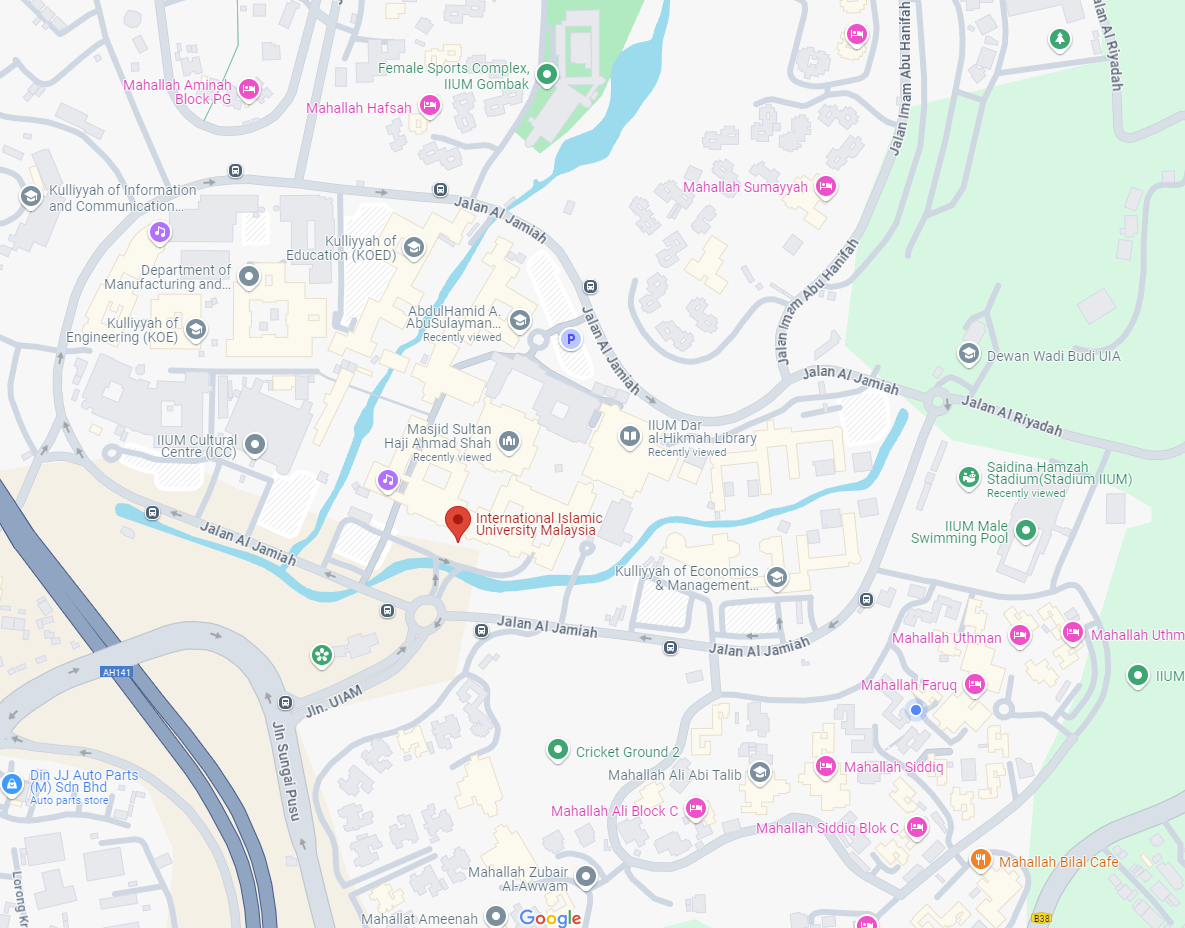 Jalan Al Riyadah
Jalan Imam Abu Hanifah
Female Sports Complex,
IIUM Gombak
Mahallah Aminah
Block PG
Mahallah Hafsah
Kulliyyah of Information
and Communication...
Mahallah Sumayyah
Jalan Al Jamiah
Kulliyyah of
Education (KOED)
Department of
Manufacturing and...
Jalan Imam Abu Hanifah
AbdulHamid A.
AbuSulayman...
Recently viewed
Kulliyyah of
Engineering (KOE)
P
Jalan Al Jamiah
Dewan Wadi Budi UIA
Jalan Al Jamiah
Jalan Al Riyadah
Masjid Sultan
Haji Ahmad Shah
Recently viewed
IIUM Dar
al-Hikmah Library
Recently viewed
IIUM Cultural
Centre (ICC)
Saidina Hamzah
Stadium(Stadium IIUM)
Recently viewed
International Islamic
University Malaysia
IIUM Male
Swimming Pool
Jalan Al Jamiah
Kulliyyah of Economics
& Management...
Jalan Al Jamiah
Jalan Al Jamiah
Mahallah Uthman
Mahallah Uthm
AH141
IIUM
Mahallah Faruq
Jln. UIAM
Jln Sungai Pusu
Cricket Ground 2
Mahallah Siddiq
Mahallah Ali Abi Talib
Din JJ Auto Parts
(M) Sdn Bhd
Auto parts store
Mahallah Ali Block C
Mahallah Siddiq Blok C
Mahallah Bilal Cafe
Mahallah Zubair
Al-Awwam
Lorong Kr
Mahallat Ameenah
Google
B38